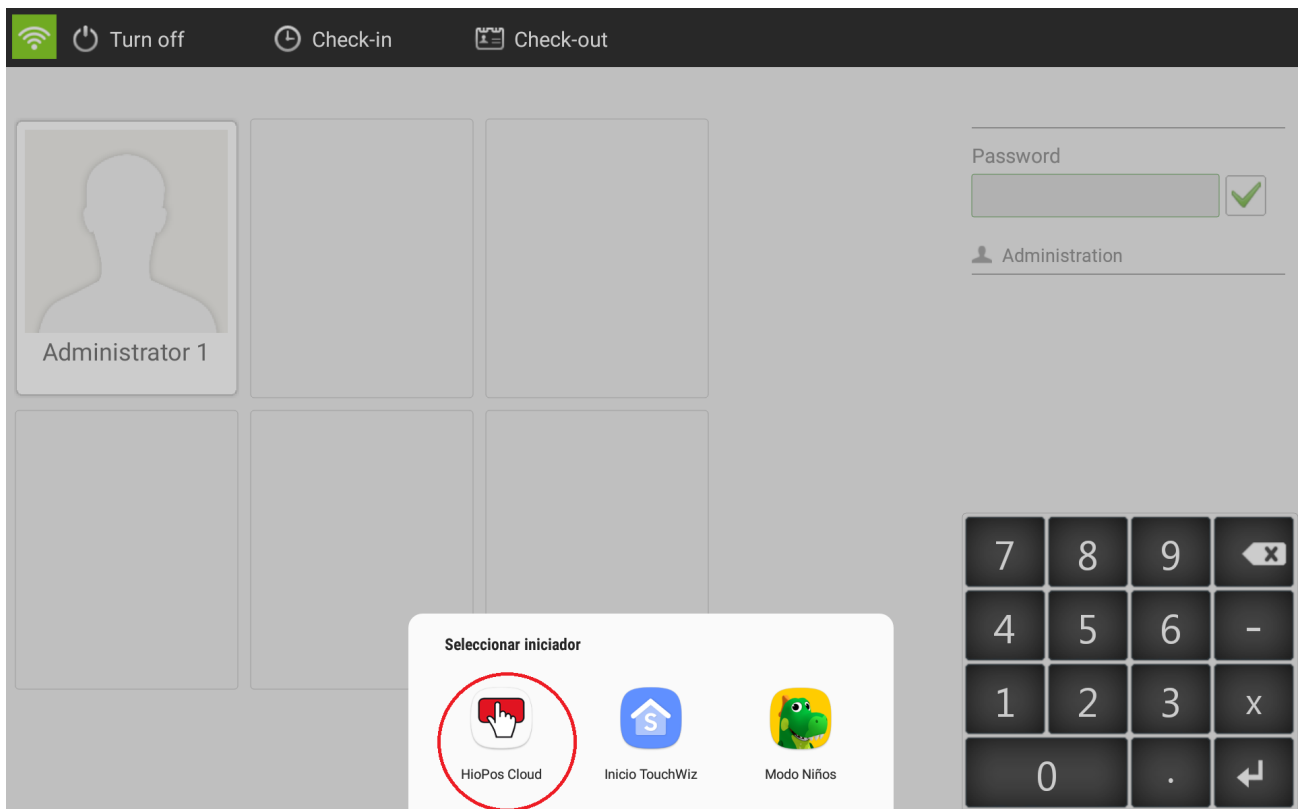 Turn off
Check-in
Check-out
Password
Administration
Administrator 1
7 8 9 x
4 5 6 -
1 2 3 x
0 .
Seleccionar iniciador
S
HioPos Cloud
Inicio TouchWiz
Modo Niños